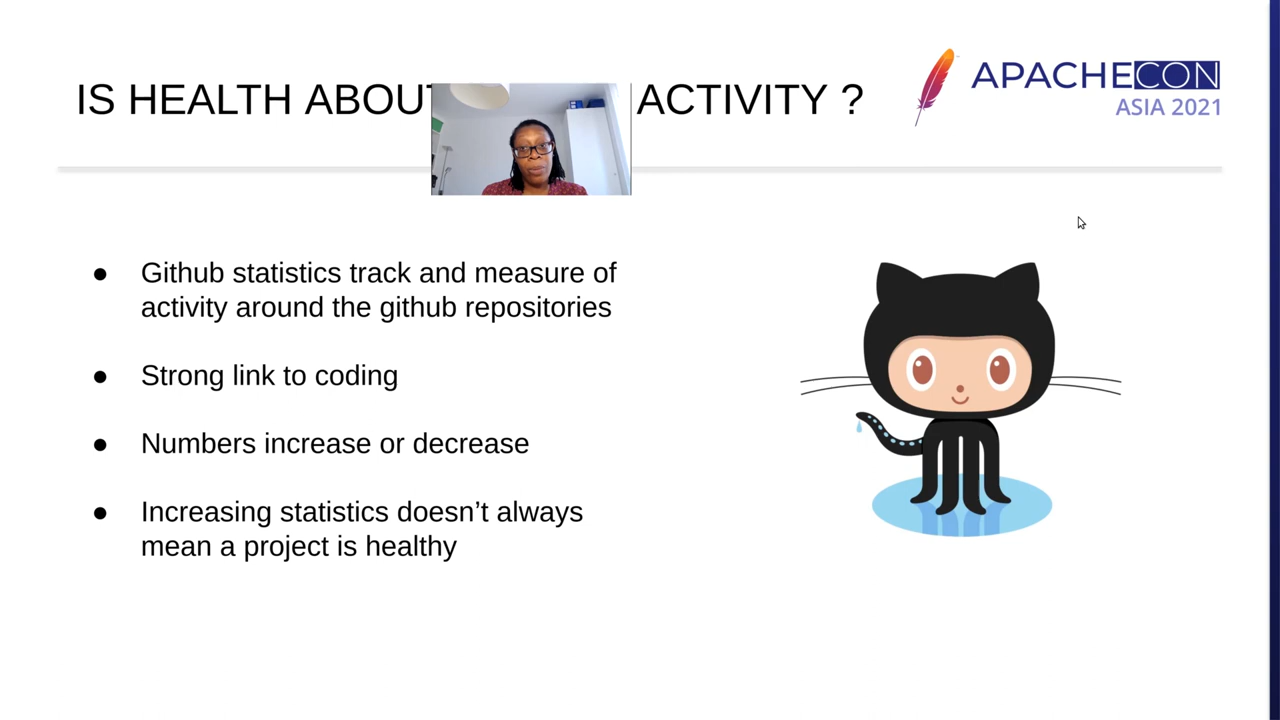 IS HEALTH ABOUT ACTIVITY ?
APACHECON
ASIA 2021
● Github statistics track and measure of
activity around the github repositories
● Strong link to coding
● Numbers increase or decrease
● Increasing statistics doesn’t always
mean a project is healthy